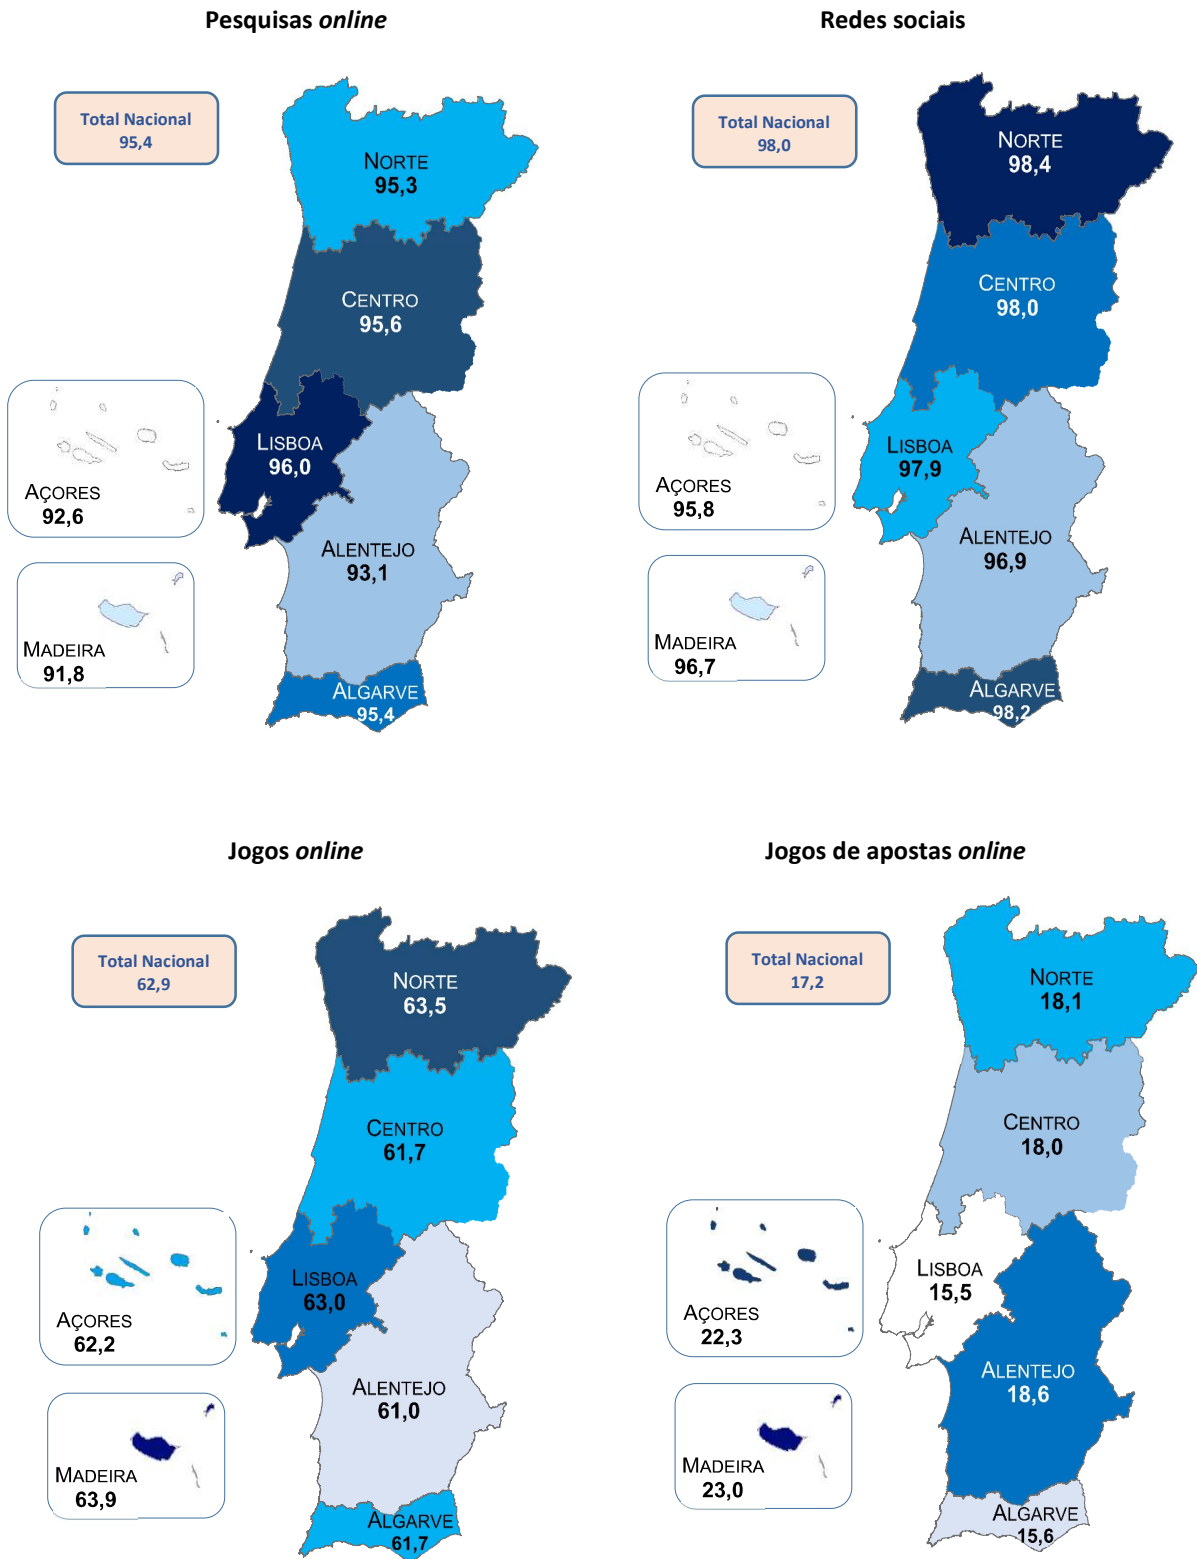 Pesquisas online
Total Nacional
95,4
NORTE
95,3
CENTRO
95,6
LISBOA
96,0
AÇORES
92,6
ALENTEJO
93,1
MADEIRA
91,8
ALGARVE
95,4
Redes sociais
Total Nacional
98,0
NORTE
98,4
CENTRO
98,0
LISBOA
97,9
AÇORES
95,8
ALENTEJO
96,9
MADEIRA
96,7
ALGARVE
98,2
Jogos online
Total Nacional
62,9
NORTE
63,5
CENTRO
61,7
LISBOA
63,0
AÇORES
62,2
ALENTEJO
61,0
MADEIRA
63,9
ALGARVE
61,7
Jogos de apostas online
Total Nacional
17,2
NORTE
18,1
CENTRO
18,0
LISBOA
15,5
AÇORES
22,3
ALENTEJO
18,6
MADEIRA
23,0
ALGARVE
15,6